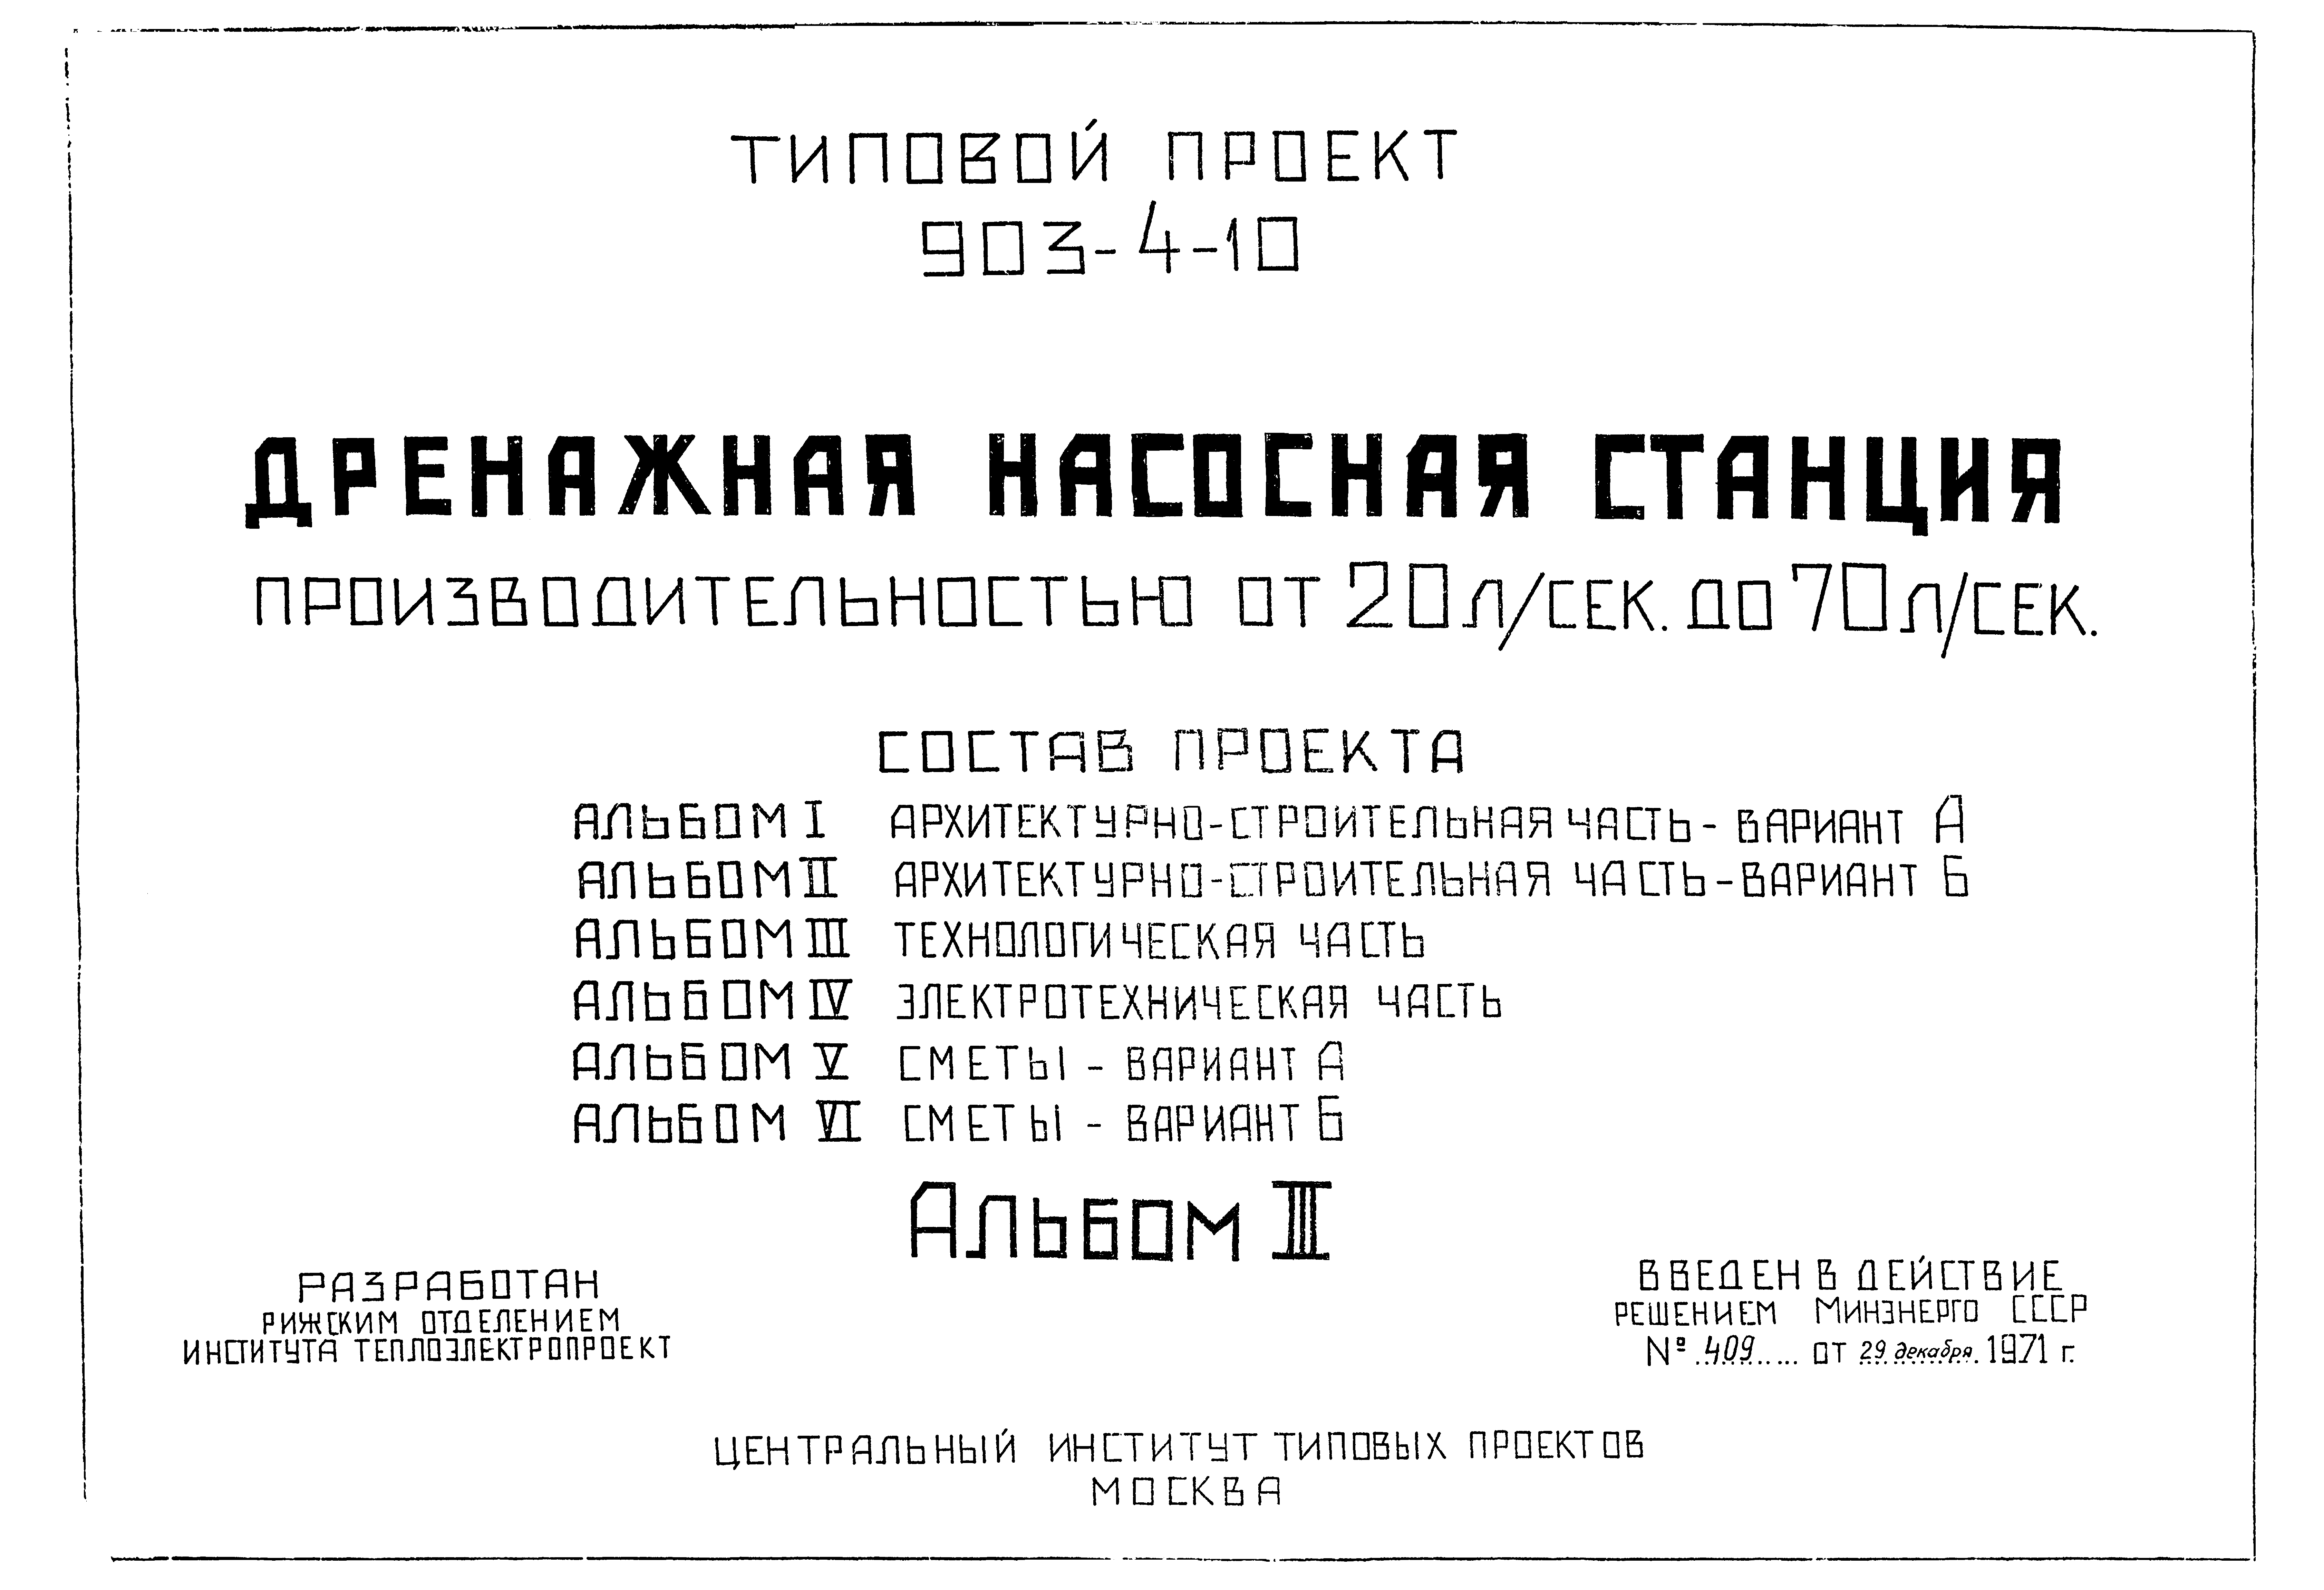 ТИПОВОЙ ПРОЕКТ
903-4-10
ДРЕНАЖНАЯ НАСОСНАЯ СТАНЦИЯ
ПРОИЗВОДИТЕЛЬНОСТЬЮ ОТ 20 Л/СЕК. ДО 70 Л/СЕК.
СОСТАВ ПРОЕКТА
АЛЬБОМ I АРХИТЕКТУРНО-СТРОИТЕЛЬНАЯ ЧАСТЬ - ВАРИАНТ А
АЛЬБОМ II АРХИТЕКТУРНО-СТРОИТЕЛЬНАЯ ЧАСТЬ - ВАРИАНТ Б
АЛЬБОМ III ТЕХНОЛОГИЧЕСКАЯ ЧАСТЬ
АЛЬБОМ IV ЭЛЕКТРОТЕХНИЧЕСКАЯ ЧАСТЬ
АЛЬБОМ V СМЕТЫ - ВАРИАНТ А
АЛЬБОМ VI СМЕТЫ - ВАРИАНТ Б
АЛЬБОМ III
РАЗРАБОТАН
РИЖСКИМ ОТДЕЛЕНИЕМ
ИНСТИТУТА ТЕПЛОЭЛЕКТРОПРОЕКТ
ВВЕДЕН В ДЕЙСТВИЕ
РЕШЕНИЕМ МИНЭНЕРГО СССР
№ 409 ОТ 29 декабря 1971 г.
ЦЕНТРАЛЬНЫЙ ИНСТИТУТ ТИПОВЫХ ПРОЕКТОВ
МОСКВА